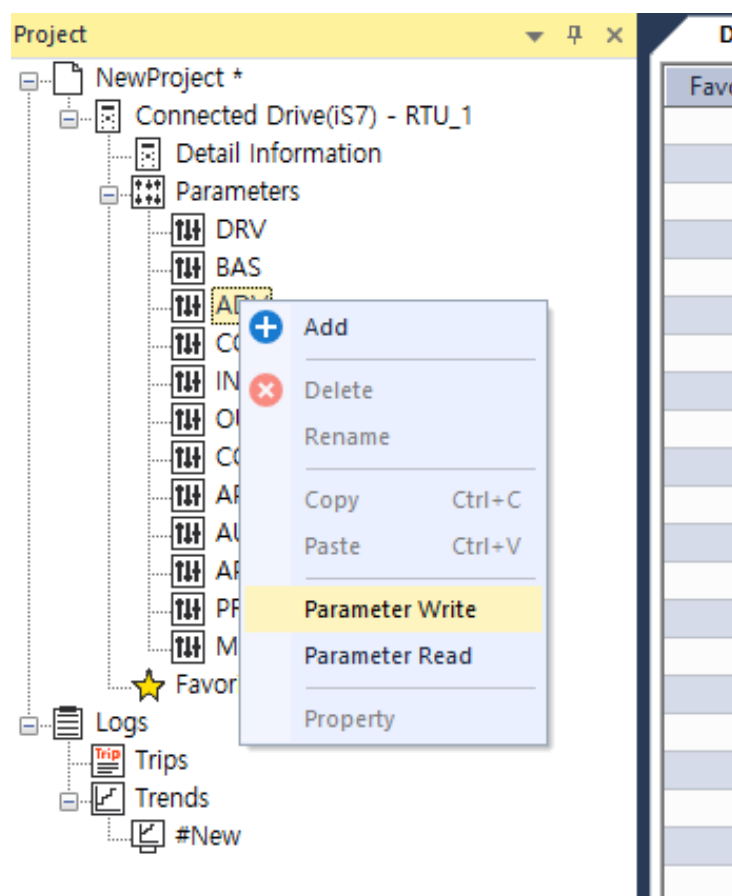 Project
NewProject *
Connected Drive(iS7) - RTU_1
Detail Information
Parameters
DRV
BAS
ADV
Add
Delete
Rename
Copy Ctrl+C
Paste Ctrl+V
Parameter Write
Parameter Read
Property
Logs
Trip
Trips
Trends
#New